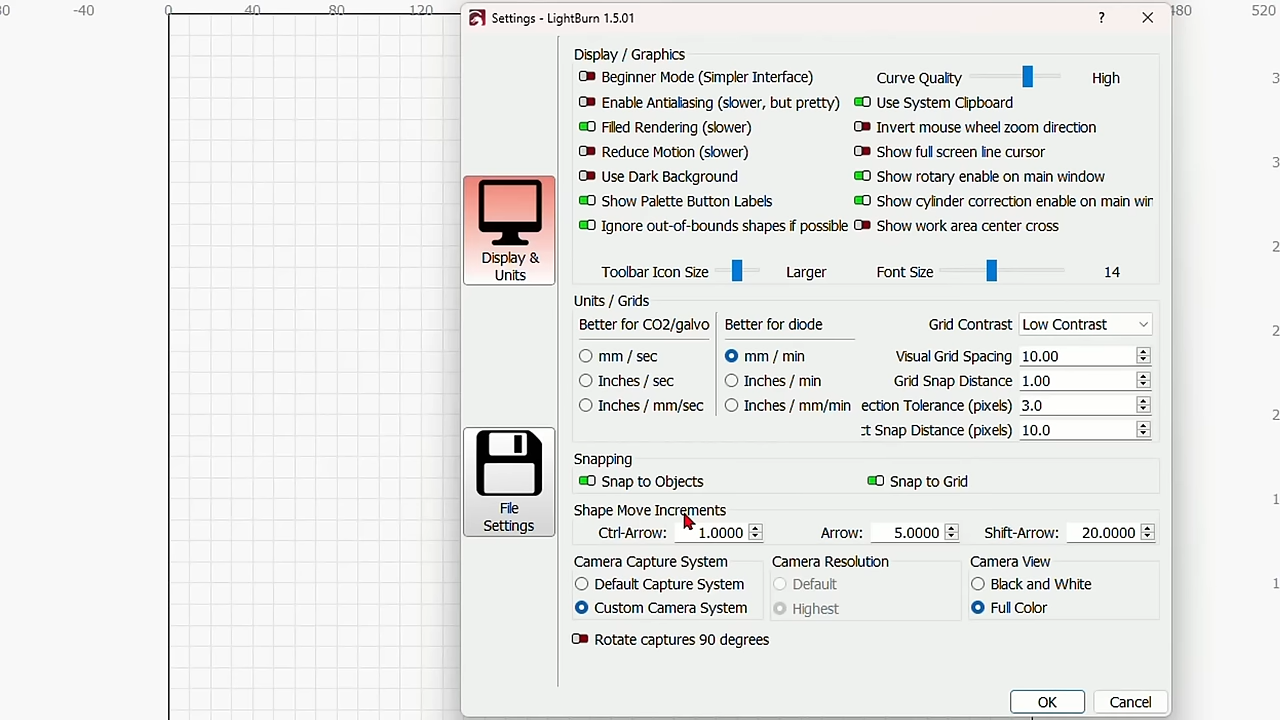 -40
0
40
80
120
480
520
Settings - LightBurn 1.5.01
?
Display / Graphics
Beginner Mode (Simpler Interface)
Curve Quality
High
Enable Antialiasing (slower, but pretty)
Use System Clipboard
Filled Rendering (slower)
Invert mouse wheel zoom direction
Reduce Motion (slower)
Show full screen line cursor
Use Dark Background
Show rotary enable on main window
Show Palette Button Labels
Show cylinder correction enable on main wir
Ignore out-of-bounds shapes if possible
Show work area center cross
Toolbar Icon Size
Larger
Font Size
14
Display &
Units
Units / Grids
Better for CO2/galvo
Better for diode
Grid Contrast
Low Contrast
mm / sec
mm / min
Visual Grid Spacing
10.00
Inches / sec
Inches / min
Grid Snap Distance
1.00
Inches / mm/sec
Inches / mm/min
ection Tolerance (pixels)
3.0
ct Snap Distance (pixels)
10.0
Snapping
Snap to Objects
Snap to Grid
File
Settings
Shape Move Increments
Ctrl-Arrow:
1.0000
Arrow:
5.0000
Shift-Arrow:
20.0000
Camera Capture System
Camera Resolution
Camera View
Default Capture System
Default
Black and White
Custom Camera System
Highest
Full Color
Rotate captures 90 degrees
OK
Cancel